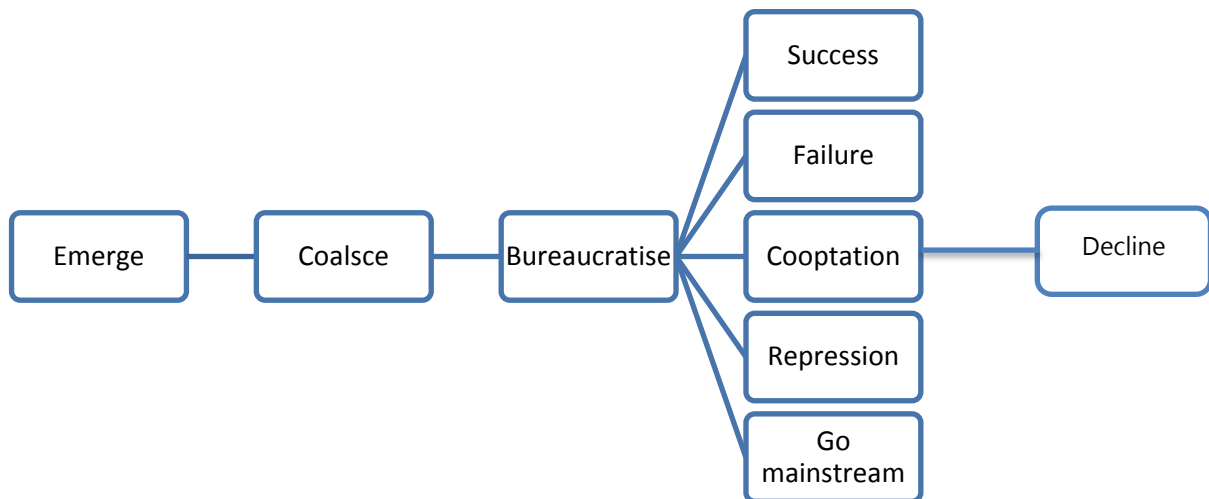 Emerge
Coalsce
Bureaucratise
Success
Failure
Cooptation
Repression
Go
mainstream
Decline